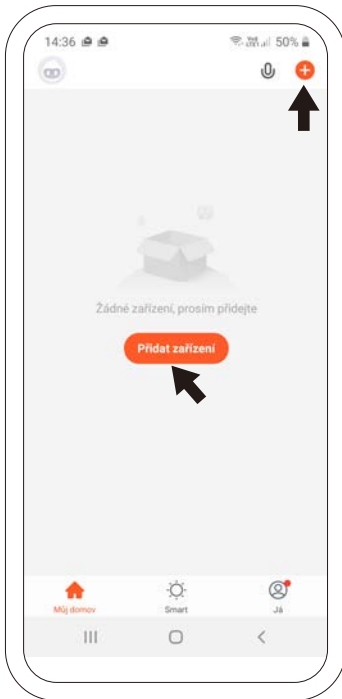 14:36 50%
Žádné zařízení, prosím přidejte
Přidat zařízení
Můj domov Smart Já